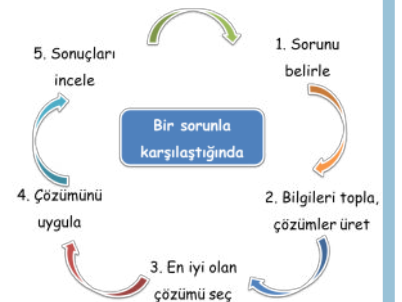 Bir sorunla
karşılaştığında
1. Sorunu
belirle
2. Bilgileri topla,
çözümler üret
3. En iyi olan
çözümü seç
4. Çözümünü
uygula
5. Sonuçları
incele